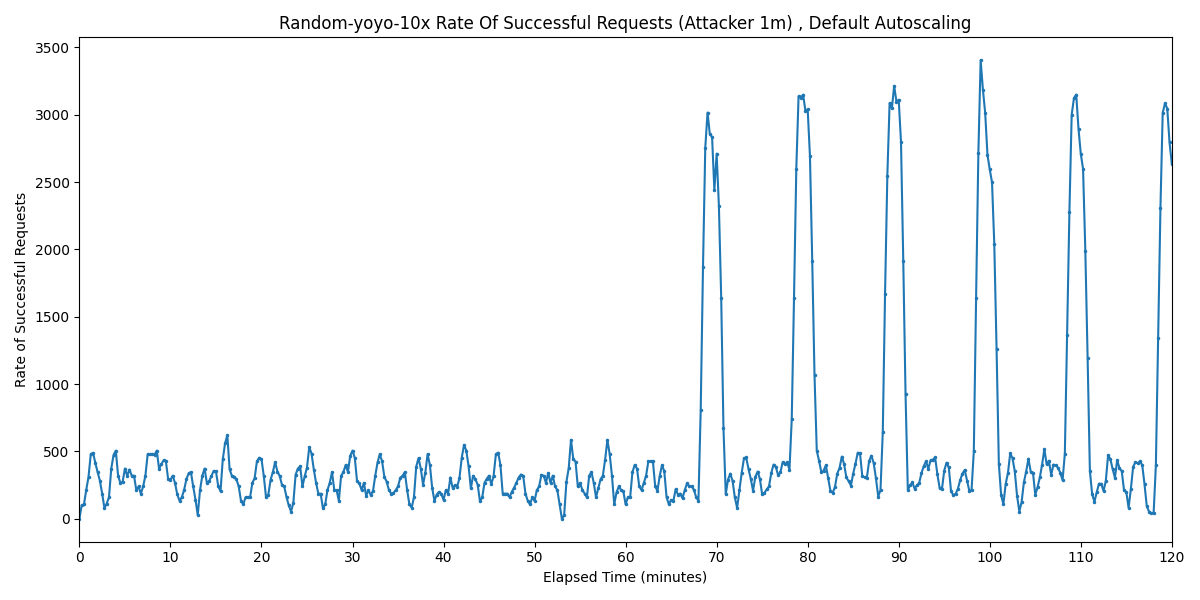 Random-yoyo-10x Rate Of Successful Requests (Attacker 1m) , Default Autoscaling
Rate of Successful Requests
3500
3000
2500
2000
1500
1000
500
0
0 10 20 30 40 50 60 70 80 90 100 110 120
Elapsed Time (minutes)